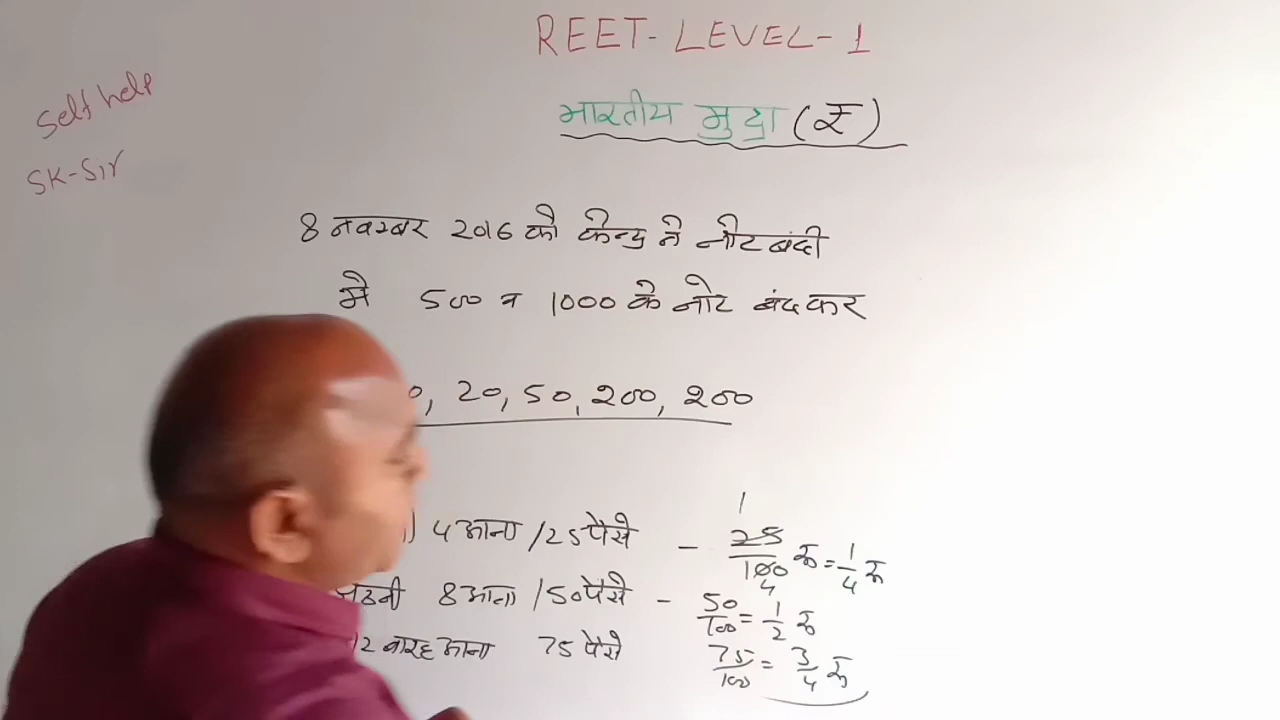 REET-LEVEL-1
Self help
SK-Sir
भारतीय मुद्रा (₹)
8 नवम्बर 2016 को केन्द्र ने नोटबंदी
मे 500 व 1000 के नोट बंद कर
0, 20, 50, 200, 200
4 आना /25 पैसे - 25/100 रु = 1/4 रु
8 आना /50 पैसे - 50/100 = 1/2 रु
12 बारह आना 75 पैसे 75/100 = 3/4 रु